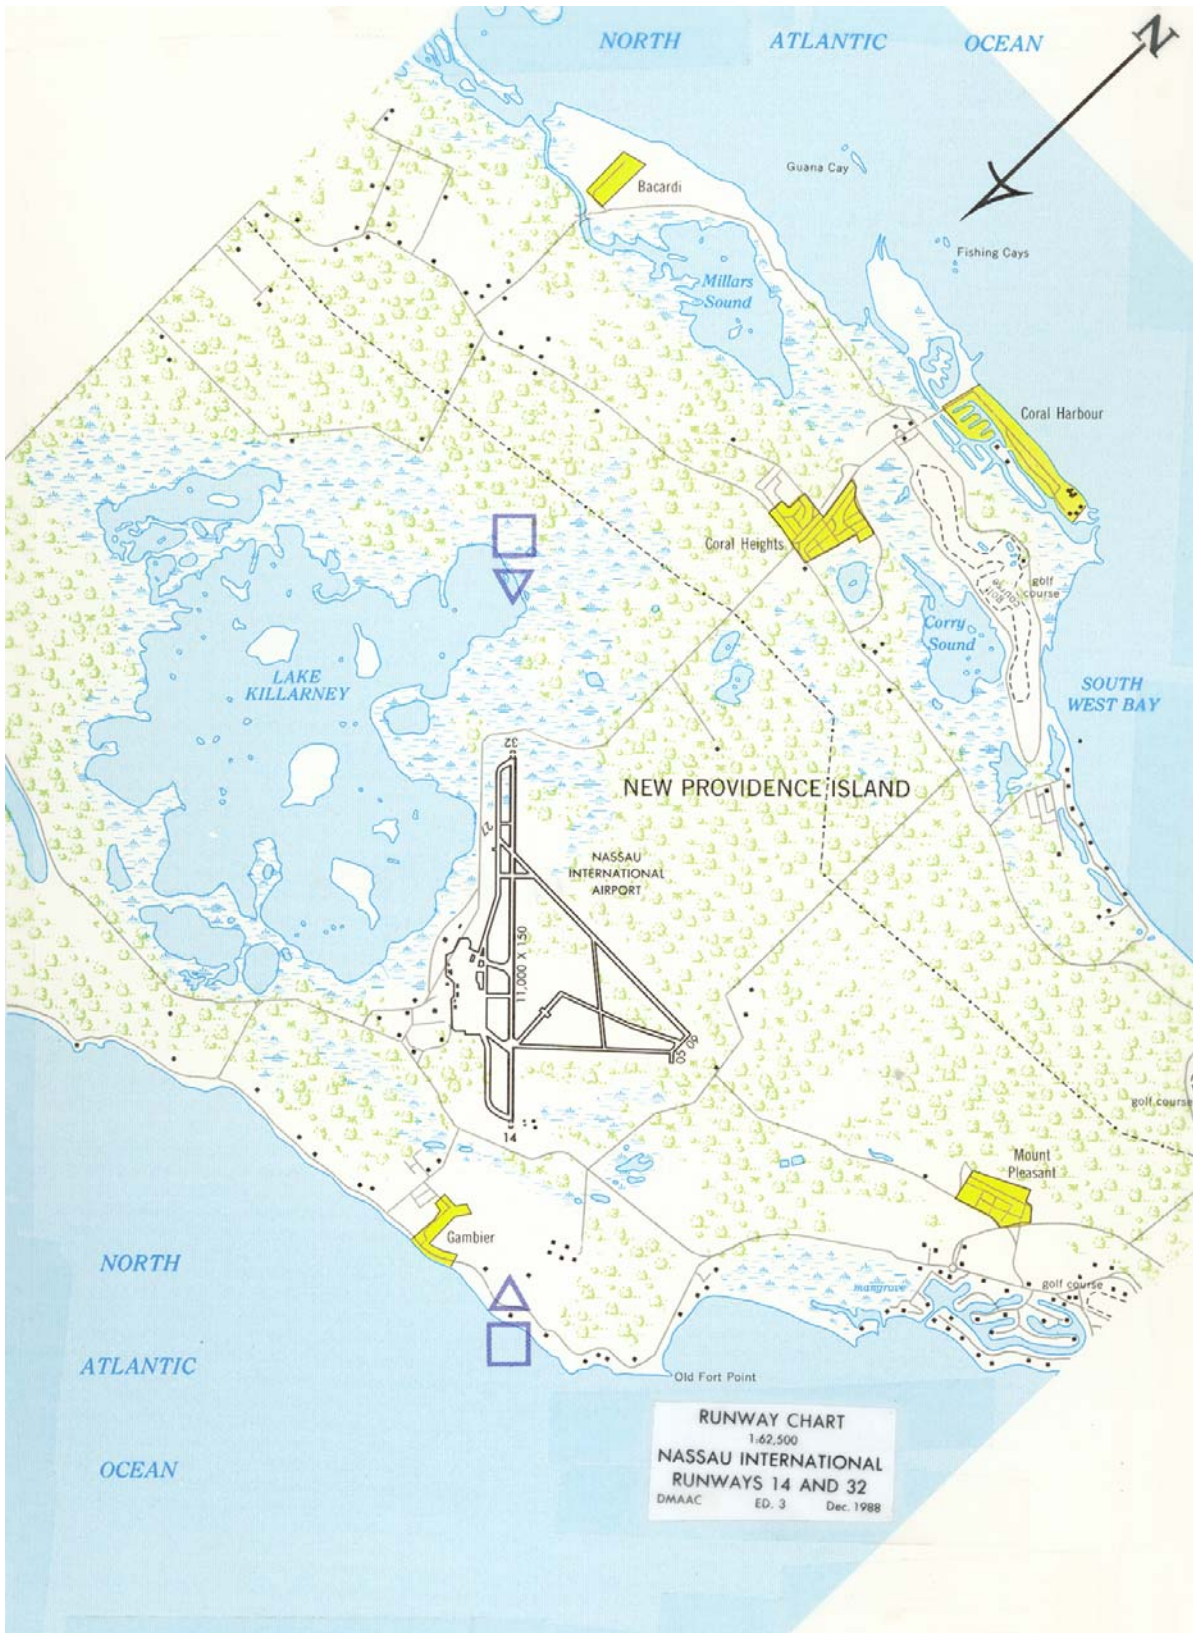 NORTH ATLANTIC OCEAN
N
Guana Cay
Bacardi
Fishing Cays
Millars
Sound
Coral Harbour
Coral Heights
golf
course
golf
course
Corry
Sound
LAKE
KILLARNEY
SOUTH
WEST BAY
32
NEW PROVIDENCE ISLAND
27
NASSAU
INTERNATIONAL
AIRPORT
11,000 X 150
09
05
14
golf course
Mount
Pleasant
Gambier
NORTH
mangrove
golf course
ATLANTIC
Old Fort Point
OCEAN
RUNWAY CHART
1:62,500
NASSAU INTERNATIONAL
RUNWAYS 14 AND 32
DMAAC ED. 3 Dec. 1988